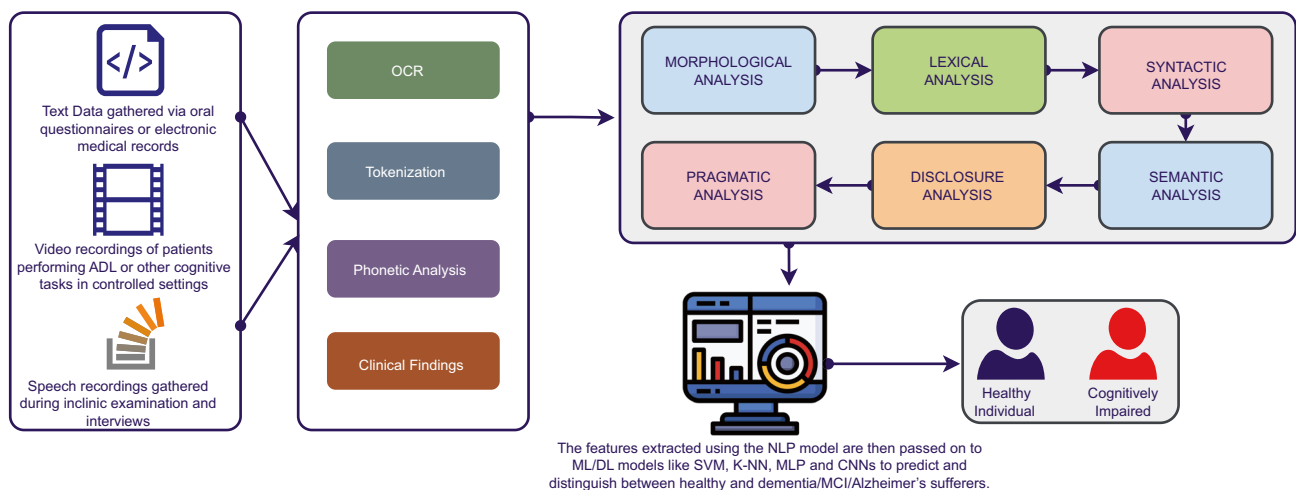 </>
Text Data gathered via oral
questionnaires or electronic
medical records
Video recordings of patients
performing ADL or other cognitive
tasks in controlled settings
Speech recordings gathered
during inclinic examination and
interviews
OCR
Tokenization
Phonetic Analysis
Clinical Findings
MORPHOLOGICAL
ANALYSIS
LEXICAL
ANALYSIS
SYNTACTIC
ANALYSIS
PRAGMATIC
ANALYSIS
DISCLOSURE
ANALYSIS
SEMANTIC
ANALYSIS
Healthy
Individual
Cognitively
Impaired
The features extracted using the NLP model are then passed on to
ML/DL models like SVM, K-NN, MLP and CNNs to predict and
distinguish between healthy and dementia/MCI/Alzheimer's sufferers.